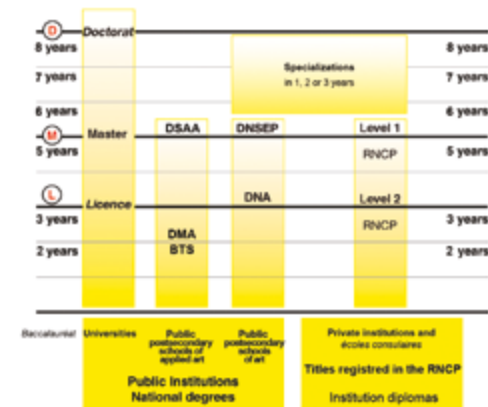 D Doctorat
8 years 8 years
Specializations
in 1, 2 or 3 years
7 years 7 years
6 years 6 years
M Master DSAA DNSEP Level 1
5 years RNCP 5 years
L Licence DNA Level 2
3 years RNCP 3 years
DMA
BTS
2 years 2 years
Baccalauréat Universities Public postsecondary schools of applied art Public postsecondary schools of art Private institutions and écoles consulaires
Titles registred in the RNCP
Public Institutions
National degrees
Institution diplomas